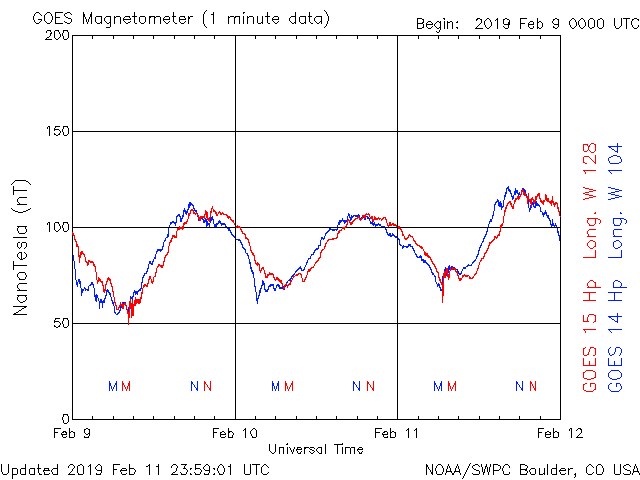 GOES Magnetometer (1 minute data)
Begin: 2019 Feb 9 0000 UTC
200
150
100
50
0
NanoTesla (nT)
M M N N M M N N M M N N
Feb 9 Feb 10 Feb 11 Feb 12
Universal Time
GOES 15 Hp Long. W 128
GOES 14 Hp Long. W 104
Updated 2019 Feb 11 23:59:01 UTC
NOAA/SWPC Boulder, CO USA